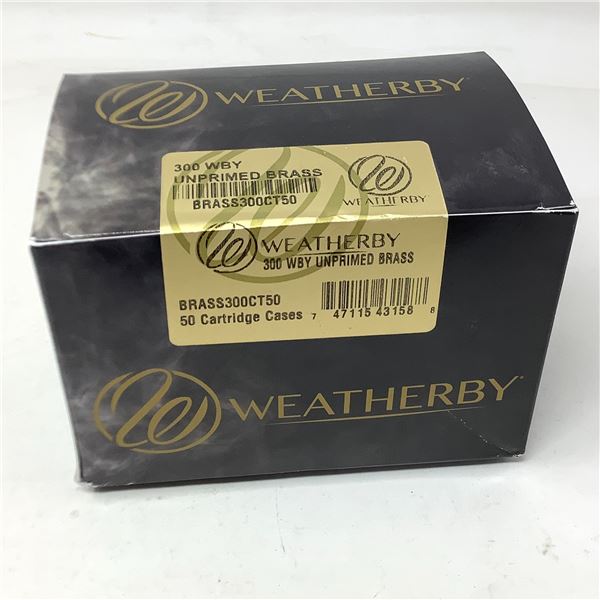 WEATHERBY®
300 WBY
UNPRIMED BRASS
BRASS300CT50
WEATHERBY
WEATHERBY
300 WBY UNPRIMED BRASS
BRASS300CT50
50 Cartridge Cases
7 47115 43158 8
WEATHERBY®